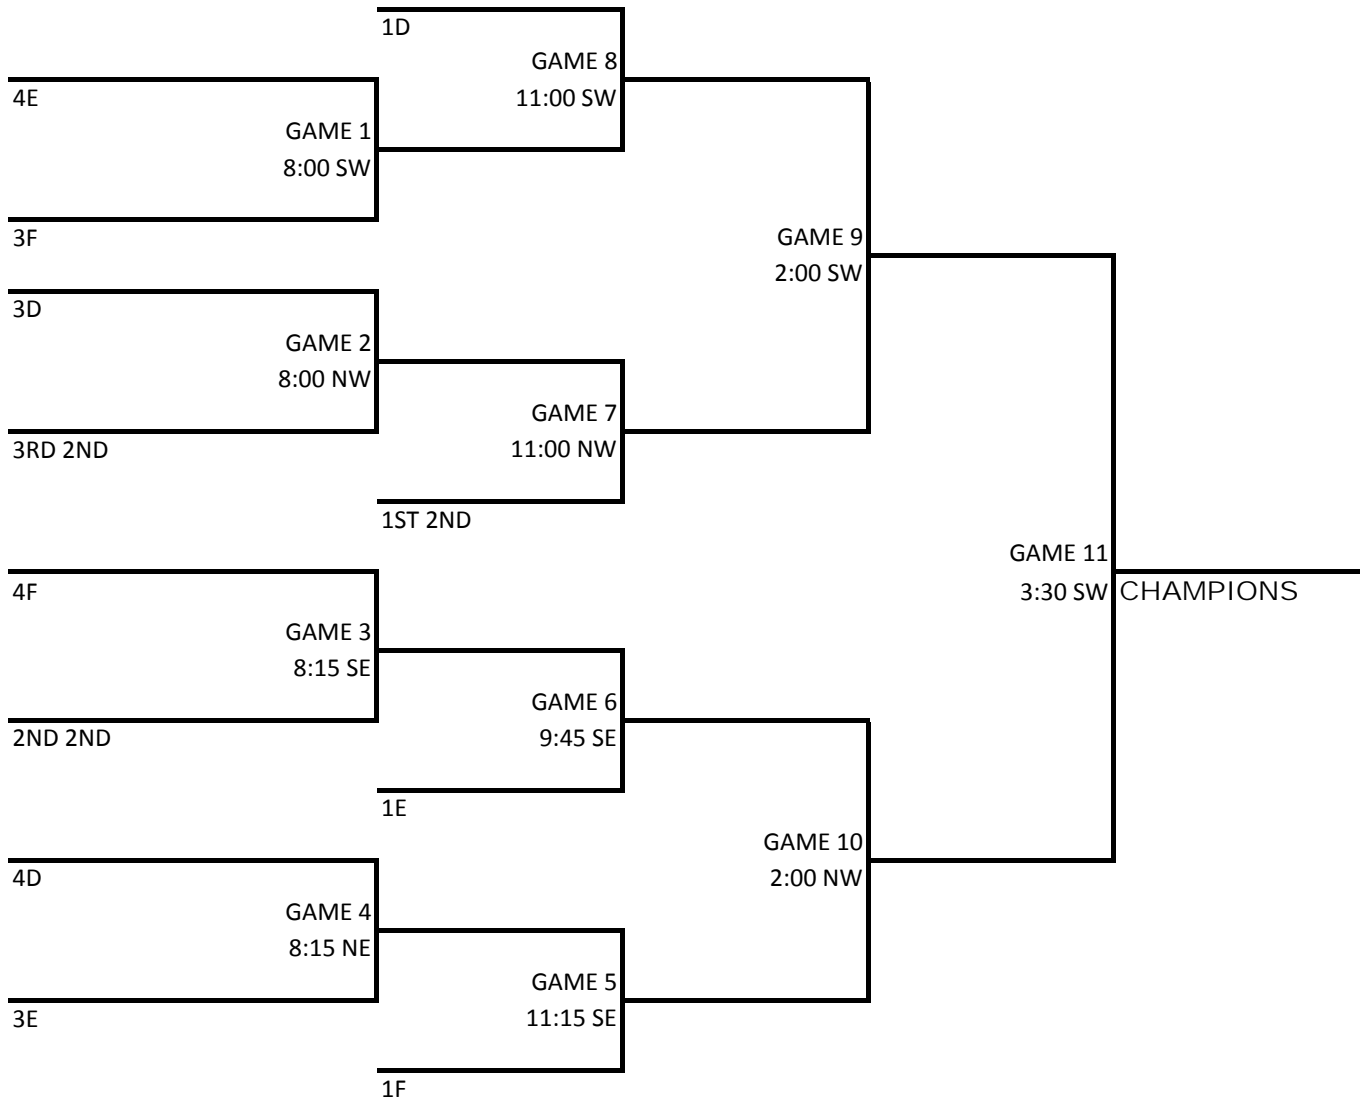 1D
GAME 8
11:00 SW
4E
GAME 1
8:00 SW
3F
GAME 9
2:00 SW
3D
GAME 2
8:00 NW
GAME 7
11:00 NW
3RD 2ND
1ST 2ND
GAME 11
3:30 SW
CHAMPIONS
4F
GAME 3
8:15 SE
GAME 6
9:45 SE
2ND 2ND
1E
GAME 10
2:00 NW
4D
GAME 4
8:15 NE
GAME 5
11:15 SE
3E
1F